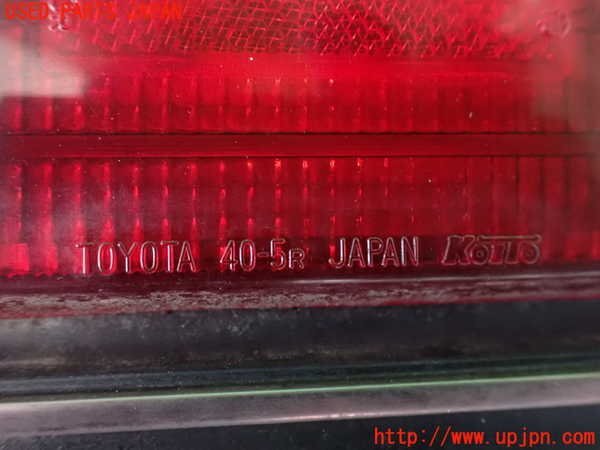 USED PARTS JAPAN
TOYOTA 40-5R JAPAN KOITO
http://www.upjpn.com/